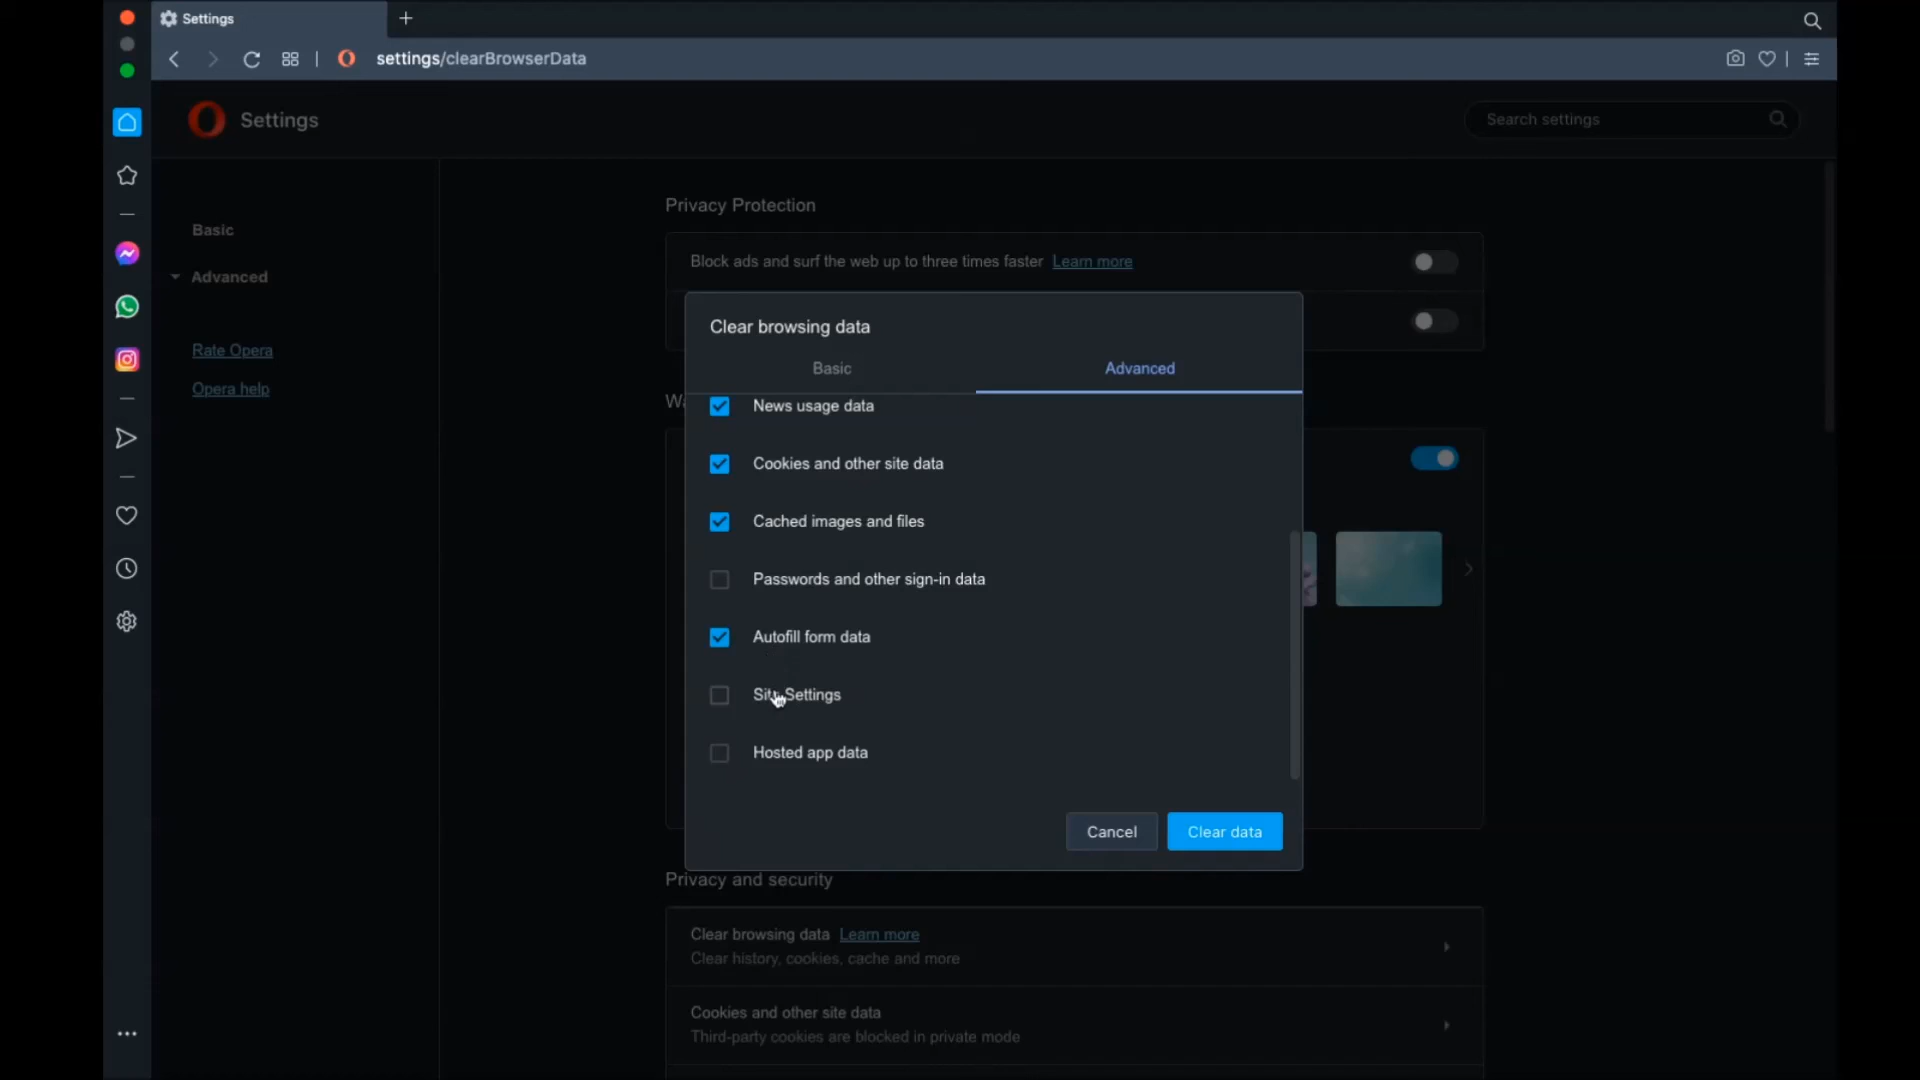 Settings
settings/clearBrowserData
Settings
Search settings
Basic
Advanced
Rate Opera
Opera help
Privacy Protection
Block ads and surf the web up to three times faster Learn more
Clear browsing data
Basic
Advanced
News usage data
Cookies and other site data
Cached images and files
Passwords and other sign-in data
Autofill form data
Site Settings
Hosted app data
Cancel
Clear data
Privacy and security
Clear browsing data Learn more
Clear history, cookies, cache and more
Cookies and other site data
Third-party cookies are blocked in private mode